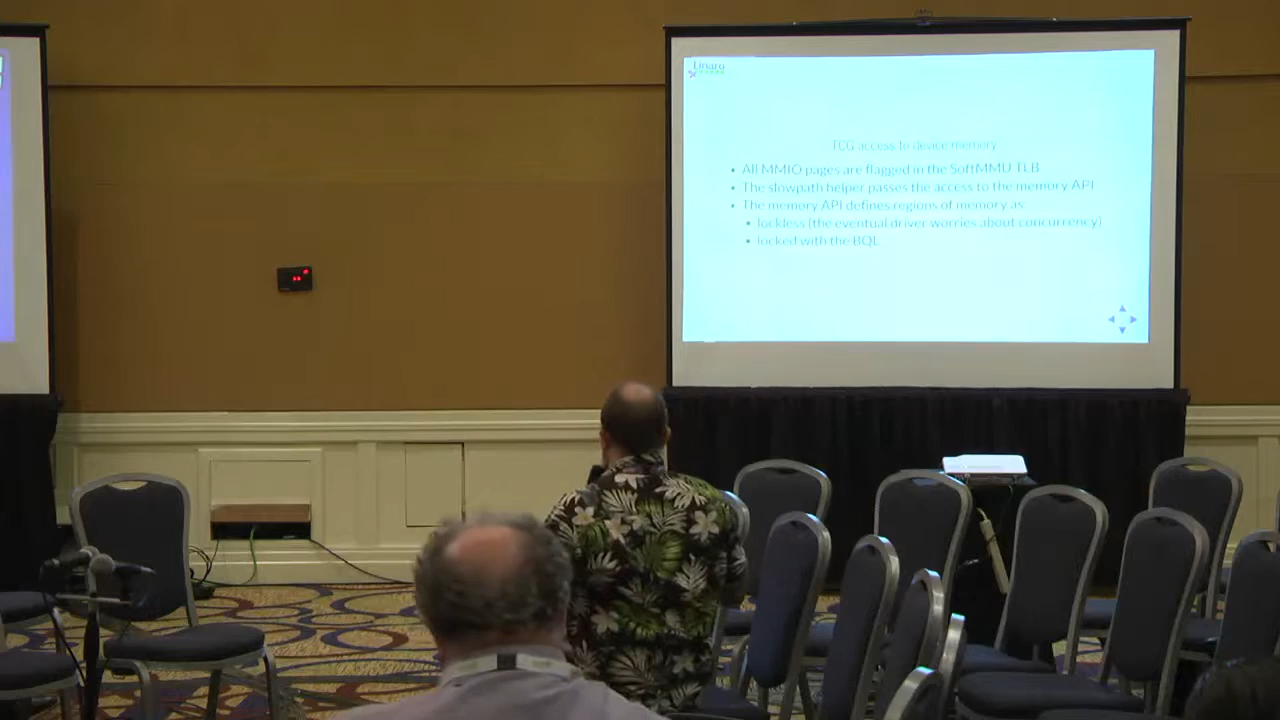 Linaro
TCG access to device memory
All MMIO pages are flagged in the SoftMMU TLB
The slowpath helper passes the access to the memory API
The memory API defines regions of memory as:
lockless (the eventual driver worries about concurrency)
locked with the BQL